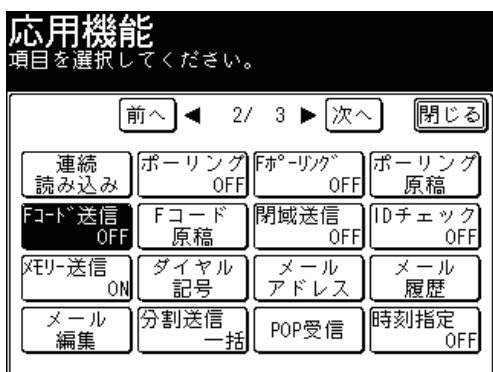 応用機能
項目を選択してください。
前へ ◀ 2/ 3 ▶ 次へ 閉じる
連続 読み込み
ポーリング OFF
Fポーリング OFF
ポーリング 原稿
Fコード送信 OFF
Fコード 原稿
閉域送信 OFF
IDチェック OFF
メモリー送信 ON
ダイヤル 記号
メール アドレス
メール 履歴
メール 編集
分割送信 一括
POP受信
時刻指定 OFF